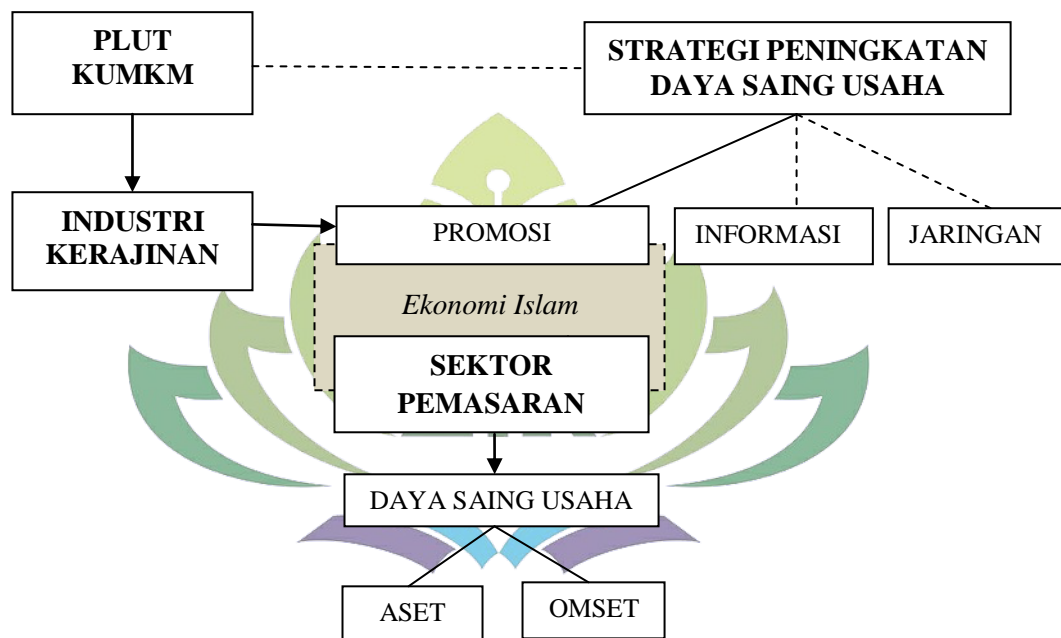 PLUT
KUMKM
STRATEGI PENINGKATAN
DAYA SAING USAHA
INDUSTRI
KERAJINAN
PROMOSI
INFORMASI
JARINGAN
Ekonomi Islam
SEKTOR
PEMASARAN
DAYA SAING USAHA
ASET
OMSET